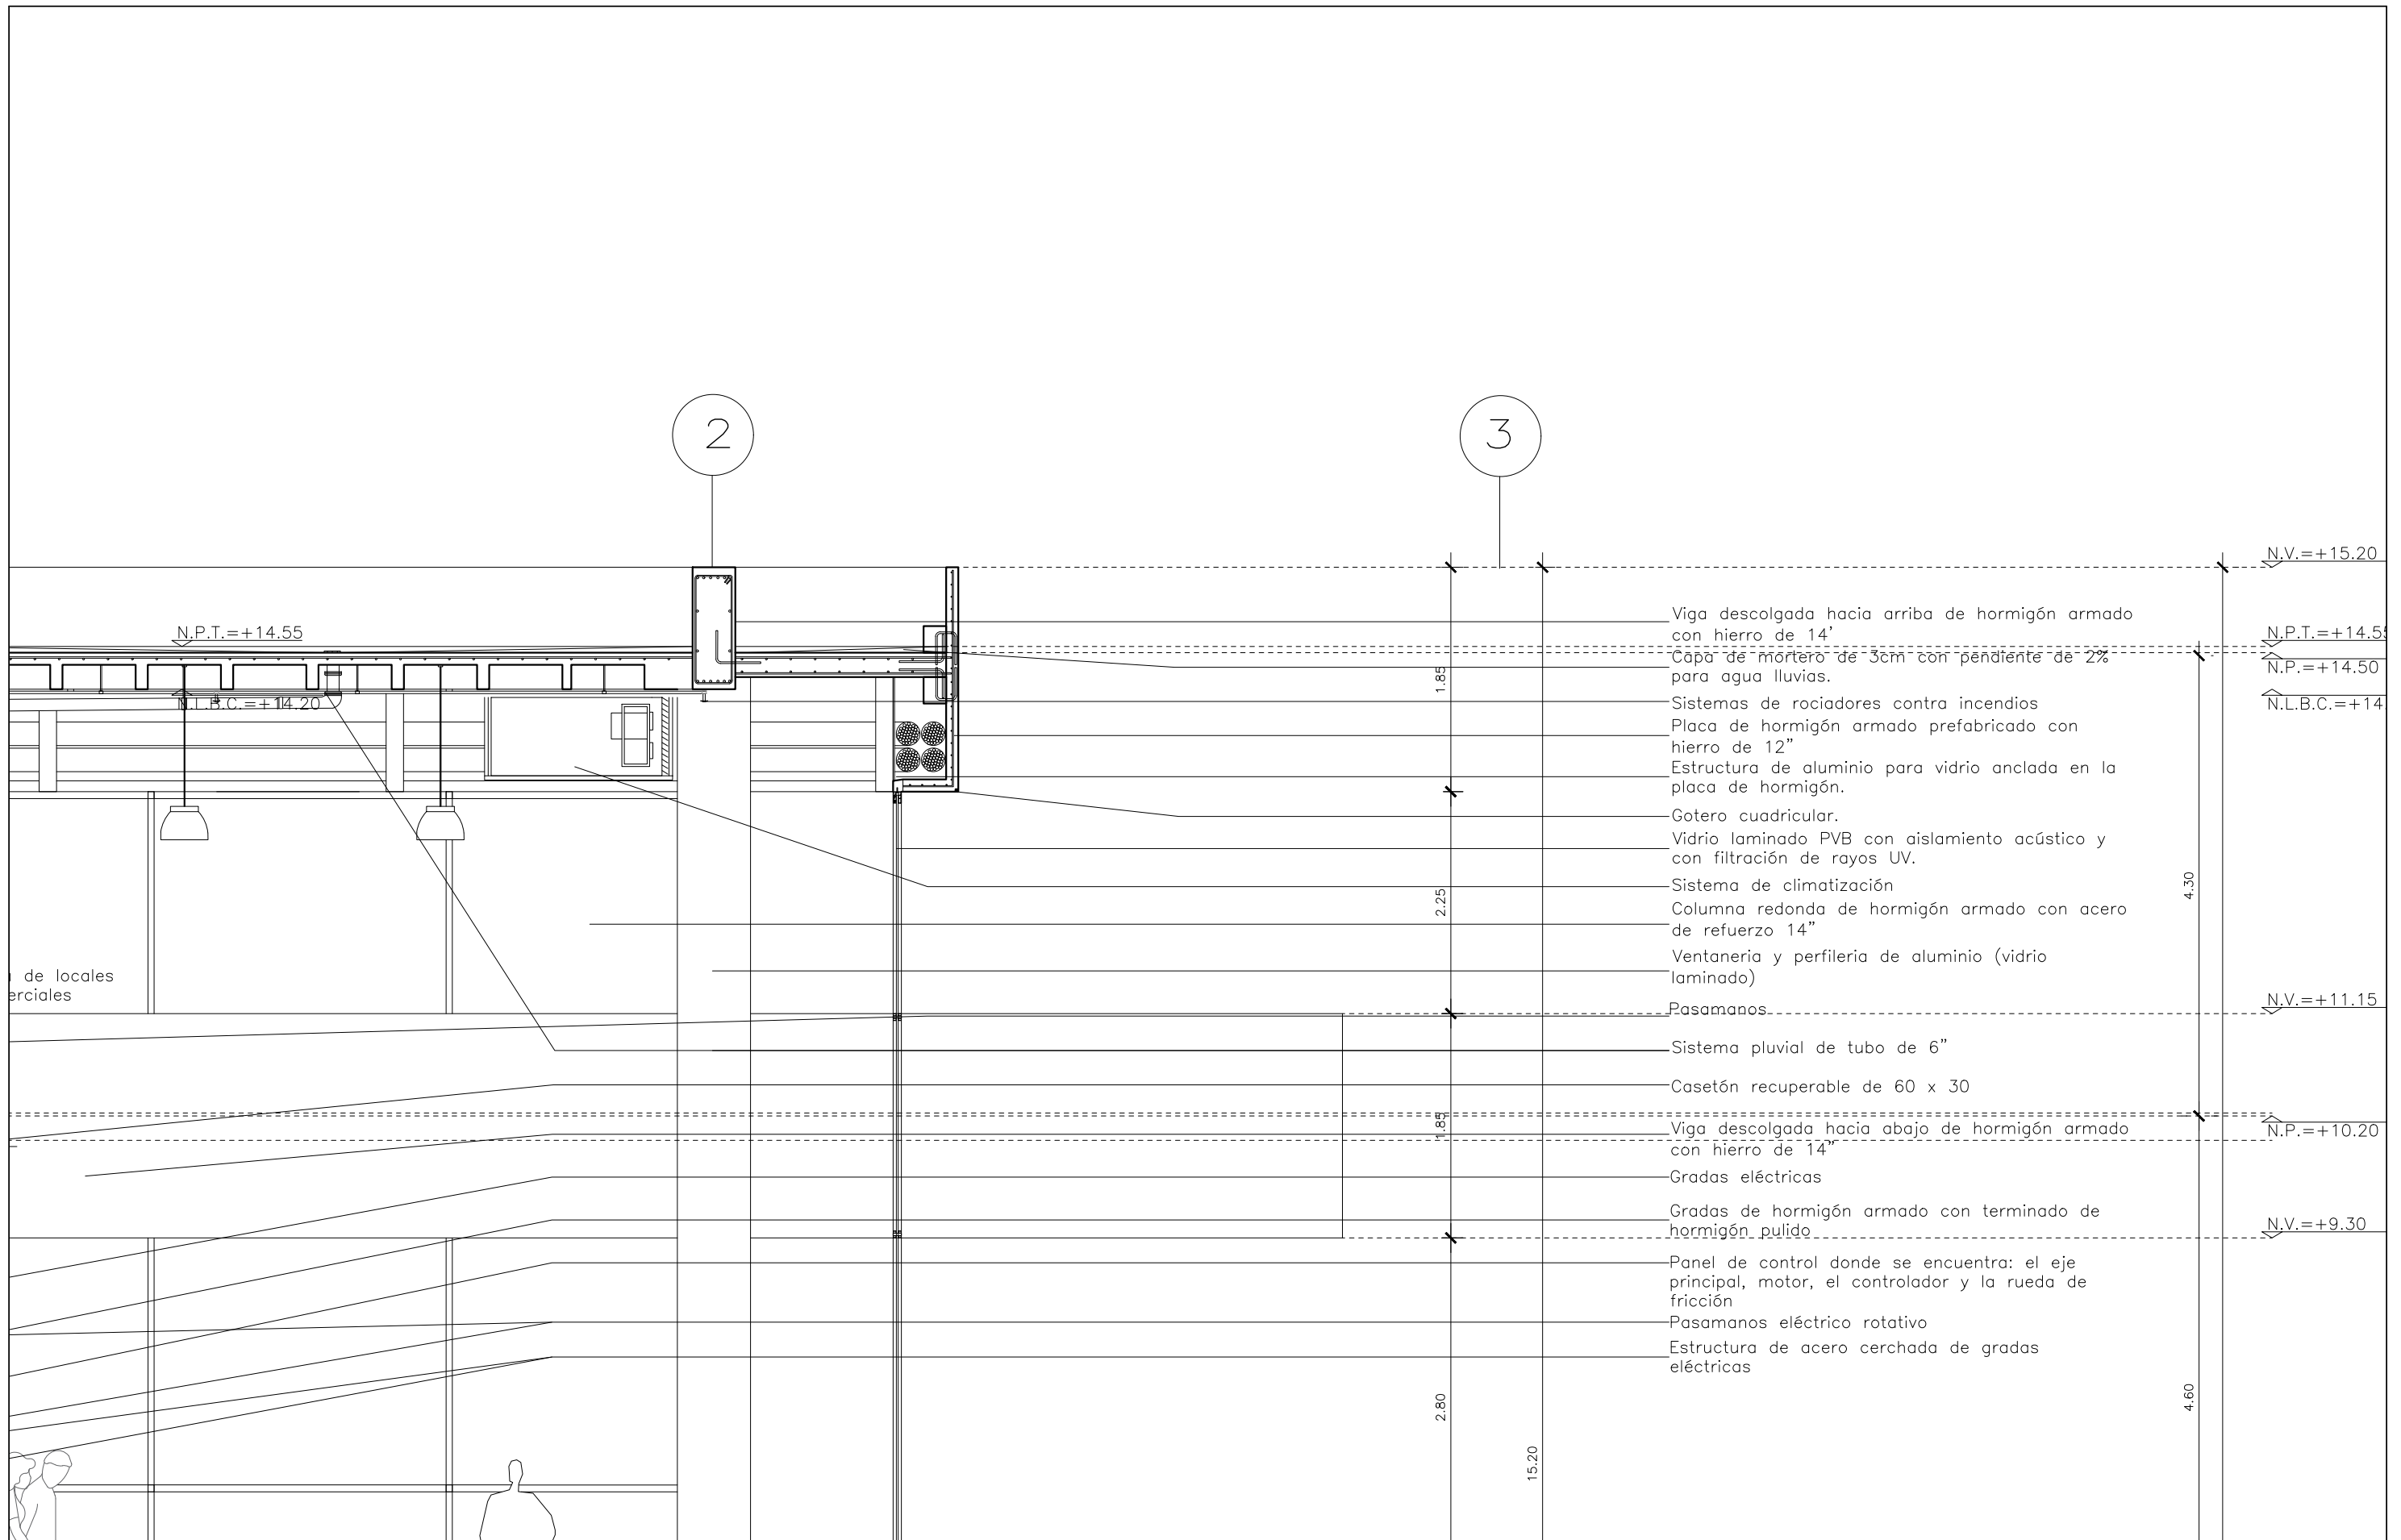 2
3
N.V.=+15.20
N.P.T.=+14.55
N.P.T.=+14.55
N.P.=+14.50
N.L.B.C.=+14.20
N.L.B.C.=+14.
Viga descolgada hacia arriba de hormigón armado
con hierro de 14'
Capa de mortero de 3cm con pendiente de 2%
para agua lluvias.
Sistemas de rociadores contra incendios
Placa de hormigón armado prefabricado con
hierro de 12"
Estructura de aluminio para vidrio anclada en la
placa de hormigón.
Gotero cuadricular.
Vidrio laminado PVB con aislamiento acústico y
con filtración de rayos UV.
Sistema de climatización
Columna redonda de hormigón armado con acero
de refuerzo 14"
Ventaneria y perfileria de aluminio (vidrio
laminado)
Pasamanos
Sistema pluvial de tubo de 6"
Casetón recuperable de 60 x 30
Viga descolgada hacia abajo de hormigón armado
con hierro de 14"
Gradas eléctricas
Gradas de hormigón armado con terminado de
hormigón pulido
Panel de control donde se encuentra: el eje
principal, motor, el controlador y la rueda de
fricción
Pasamanos eléctrico rotativo
Estructura de acero cerchada de gradas
eléctricas
de locales
erciales
1.85
2.25
1.85
2.80
15.20
4.30
4.60
N.V.=+11.15
N.P.=+10.20
N.V.=+9.30